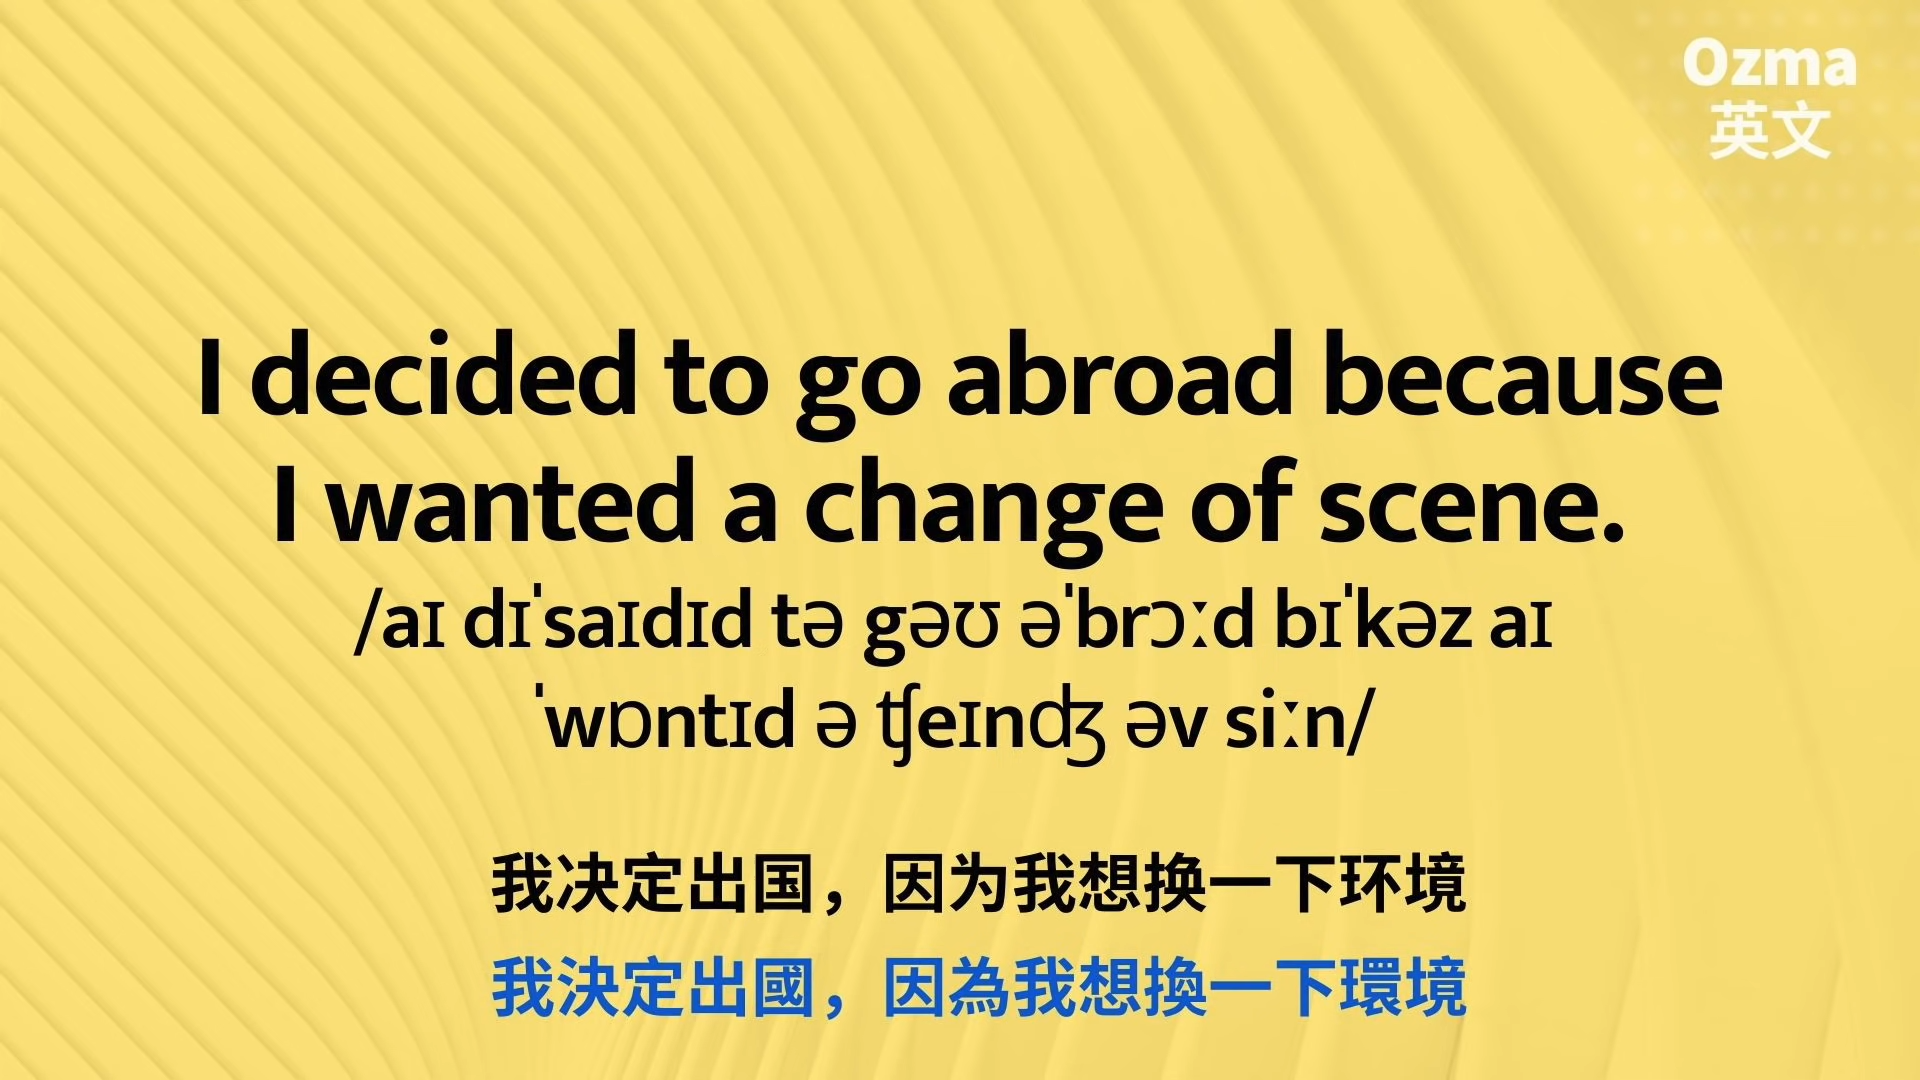 Ozma
英文
I decided to go abroad because
I wanted a change of scene.
/aɪ dɪˈsaɪdɪd tə gəʊ əˈbrɔːd bɪˈkəz aɪ
ˈwɒntɪd ə ʧeɪnʤ əv siːn/
我决定出国，因为我想换一下环境
我決定出國，因為我想換一下環境